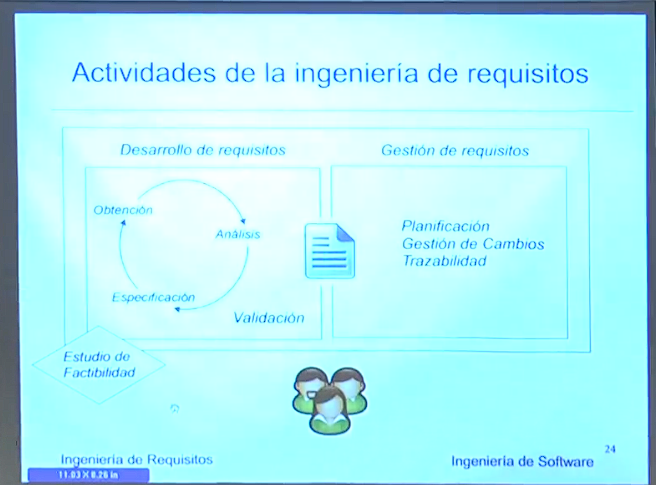 Actividades de la ingeniería de requisitos
Desarrollo de requisitos
Gestión de requisitos
Obtención
Análisis
Especificación
Validación
Planificación
Gestión de Cambios
Trazabilidad
Estudio de
Factibilidad
Ingeniería de Requisitos
Ingeniería de Software
24
11.03 X 8.26 in